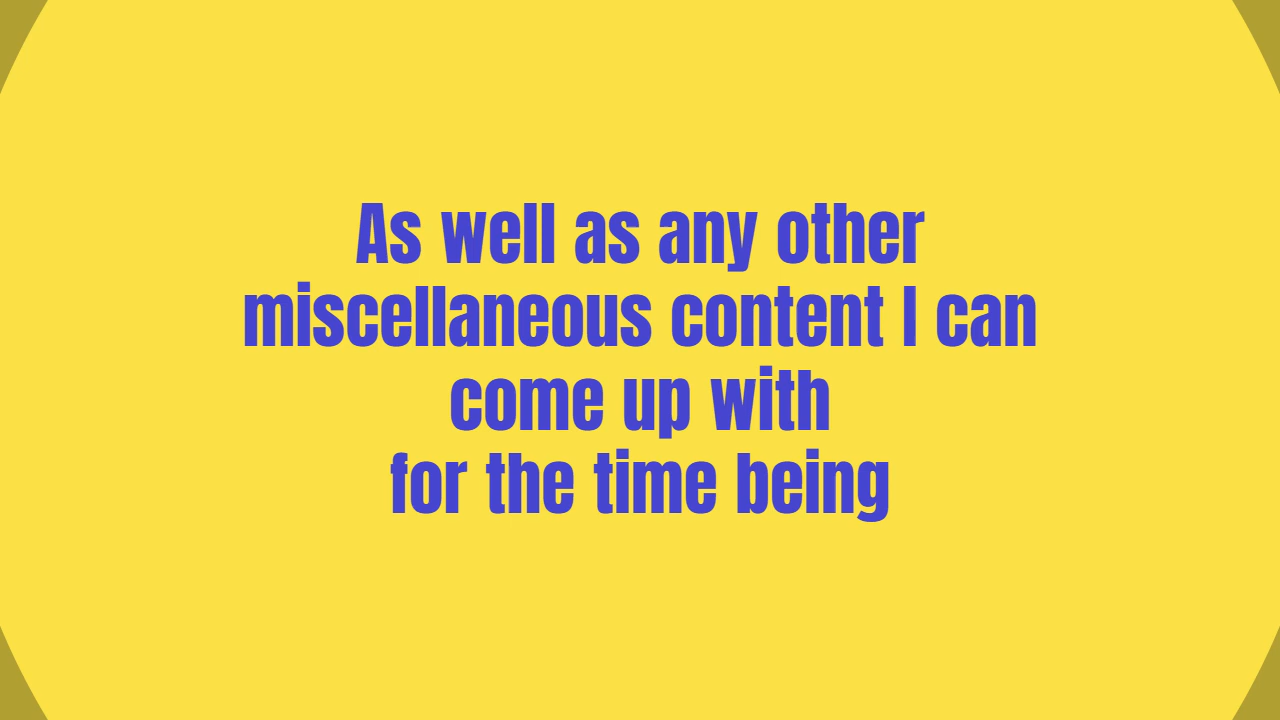 As well as any other
miscellaneous content I can
come up with
for the time being